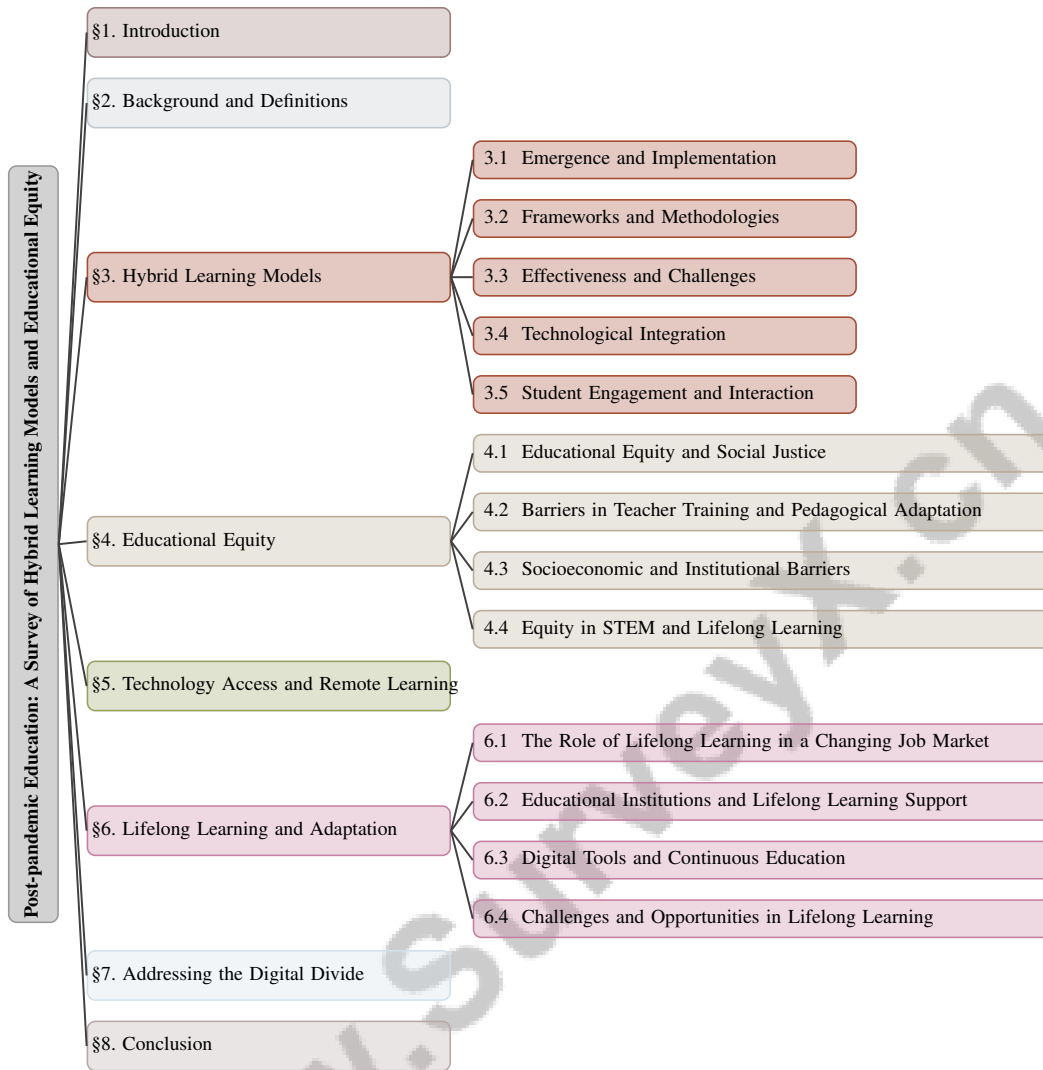 Post-pandemic Education: A Survey of Hybrid Learning Models and Educational Equity
§1. Introduction
§2. Background and Definitions
§3. Hybrid Learning Models
3.1 Emergence and Implementation
3.2 Frameworks and Methodologies
3.3 Effectiveness and Challenges
3.4 Technological Integration
3.5 Student Engagement and Interaction
§4. Educational Equity
4.1 Educational Equity and Social Justice
4.2 Barriers in Teacher Training and Pedagogical Adaptation
4.3 Socioeconomic and Institutional Barriers
4.4 Equity in STEM and Lifelong Learning
§5. Technology Access and Remote Learning
§6. Lifelong Learning and Adaptation
6.1 The Role of Lifelong Learning in a Changing Job Market
6.2 Educational Institutions and Lifelong Learning Support
6.3 Digital Tools and Continuous Education
6.4 Challenges and Opportunities in Lifelong Learning
§7. Addressing the Digital Divide
§8. Conclusion
.SurveyX.cn